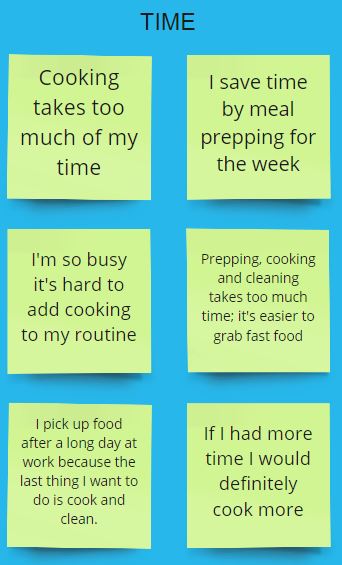 TIME
Cooking
takes too
much of my
time
I save time
by meal
prepping for
the week
I'm so busy
it's hard to
add cooking
to my routine
Prepping, cooking
and cleaning
takes too much
time; it's easier to
grab fast food
I pick up food
after a long day at
work because the
last thing I want to
do is cook and
clean.
If I had more
time I would
definitely
cook more